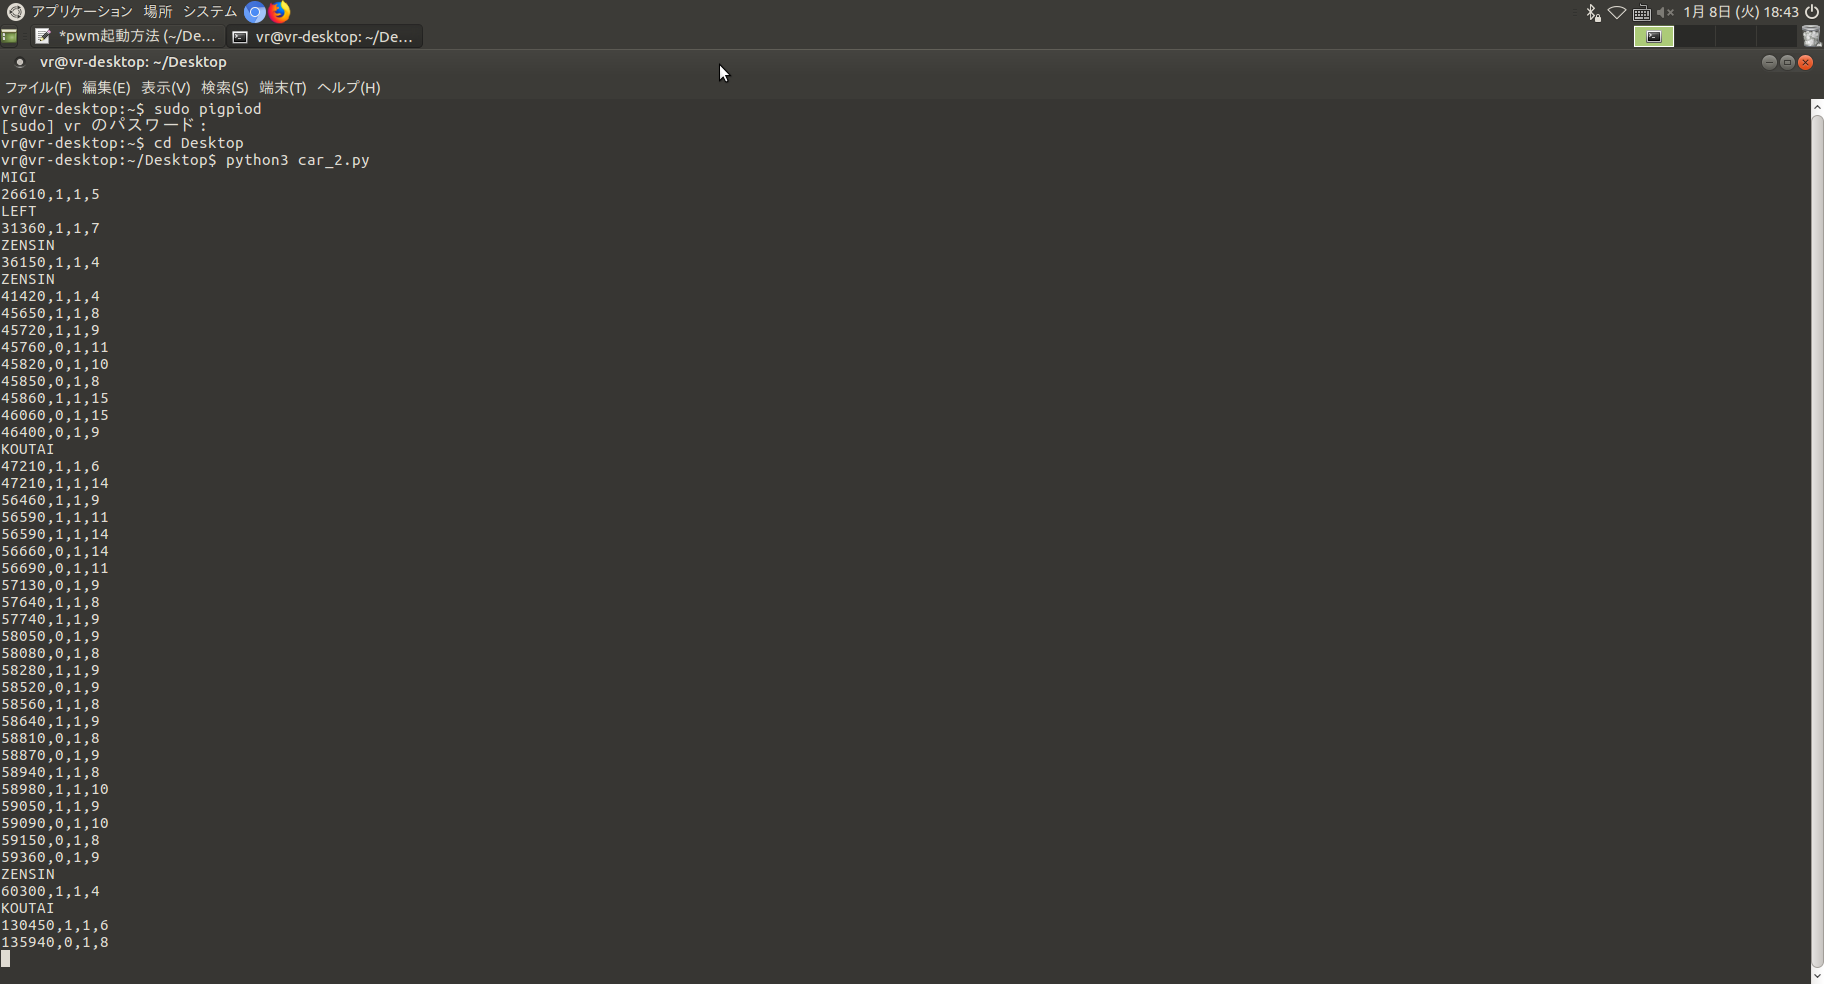 アプリケーション 場所 システム 1月 8日 (火) 18:43
*pwm起動方法 (~/De... vr@vr-desktop: ~/De...
vr@vr-desktop: ~/Desktop
ファイル(F) 編集(E) 表示(V) 検索(S) 端末(T) ヘルプ(H)
vr@vr-desktop:~$ sudo pigpiod
[sudo] vr のパスワード:
vr@vr-desktop:~$ cd Desktop
vr@vr-desktop:~/Desktop$ python3 car_2.py
MIGI
26610,1,1,5
LEFT
31360,1,1,7
ZENSIN
36150,1,1,4
ZENSIN
41420,1,1,4
45650,1,1,8
45720,1,1,9
45760,0,1,11
45820,0,1,10
45850,0,1,8
45860,1,1,15
46060,0,1,15
46400,0,1,9
KOUTAI
47210,1,1,6
47210,1,1,14
56460,1,1,9
56590,1,1,11
56590,1,1,14
56660,0,1,14
56690,0,1,11
57130,0,1,9
57640,1,1,8
57740,1,1,9
58050,0,1,9
58080,0,1,8
58280,1,1,9
58520,0,1,9
58560,1,1,8
58640,1,1,9
58810,0,1,8
58870,0,1,9
58940,1,1,8
58980,1,1,10
59050,1,1,9
59090,0,1,10
59150,0,1,8
59360,0,1,9
ZENSIN
60300,1,1,4
KOUTAI
130450,1,1,6
135940,0,1,8